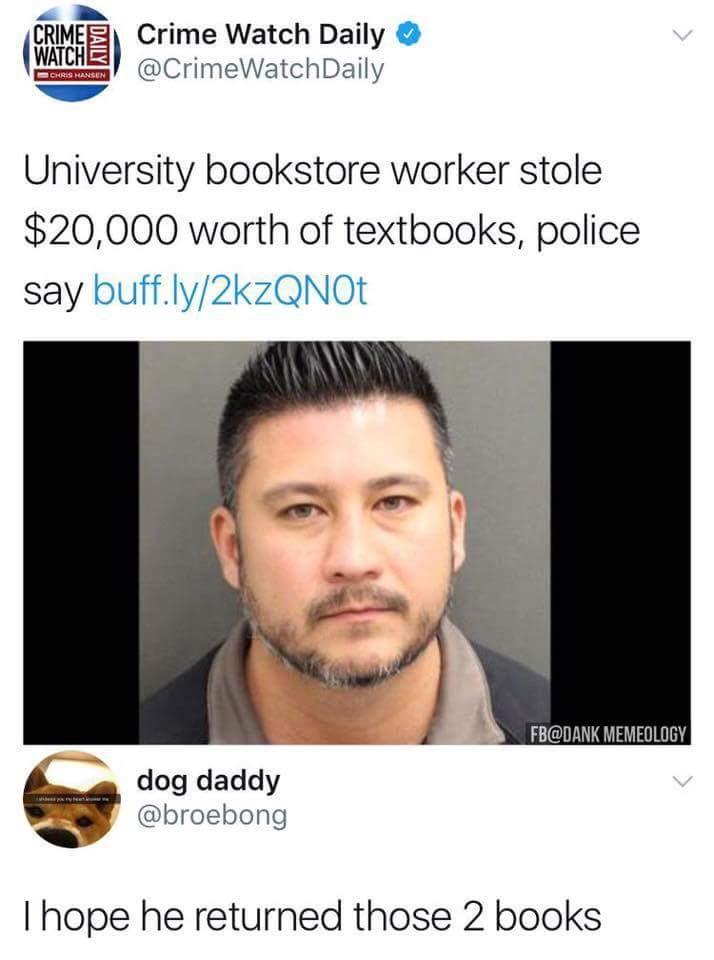 CRIME
WATCH
DAILY
CHRIS HANSEN
Crime Watch Daily
@CrimeWatchDaily
University bookstore worker stole
$20,000 worth of textbooks, police
say buff.ly/2kzQN0t
FB@DANK MEMEOLOGY
dog daddy
@broebong
I hope he returned those 2 books